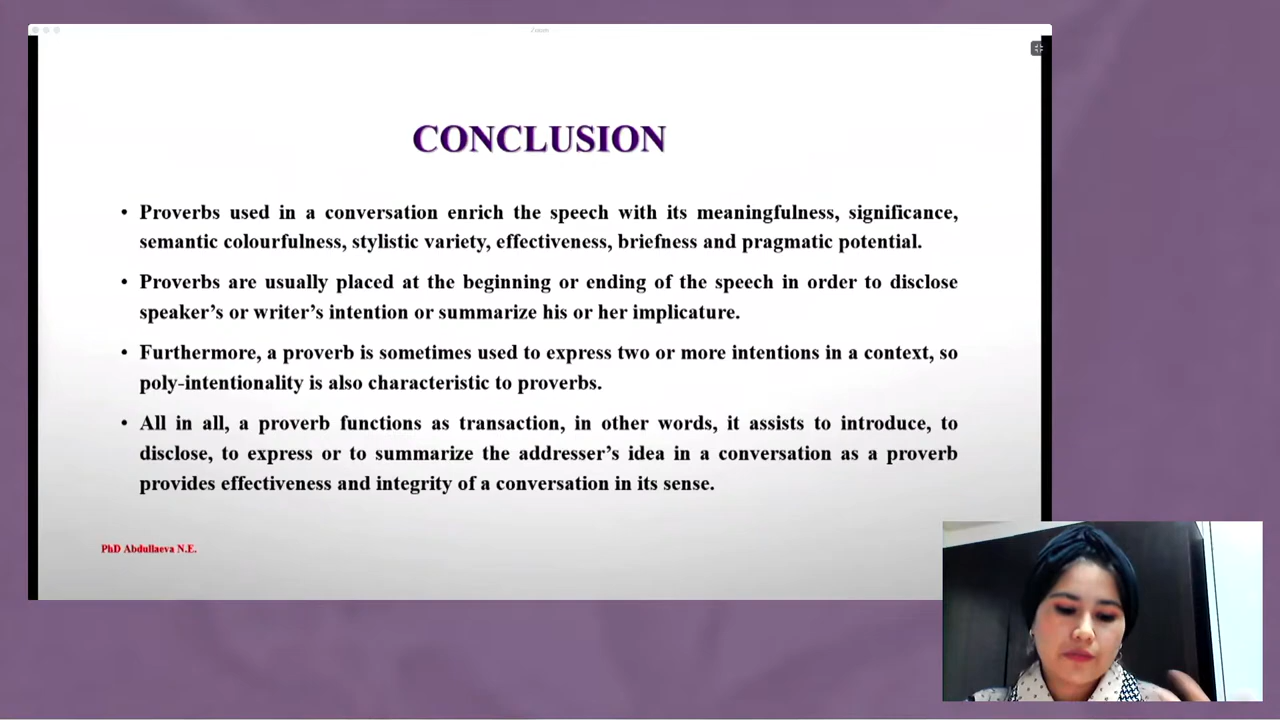 Zoom
CONCLUSION
• Proverbs used in a conversation enrich the speech with its meaningfulness, significance,
semantic colourfulness, stylistic variety, effectiveness, briefness and pragmatic potential.
• Proverbs are usually placed at the beginning or ending of the speech in order to disclose
speaker’s or writer’s intention or summarize his or her implicature.
• Furthermore, a proverb is sometimes used to express two or more intentions in a context, so
poly-intentionality is also characteristic to proverbs.
• All in all, a proverb functions as transaction, in other words, it assists to introduce, to
disclose, to express or to summarize the addresser’s idea in a conversation as a proverb
provides effectiveness and integrity of a conversation in its sense.
PhD Abdullaeva N.E.